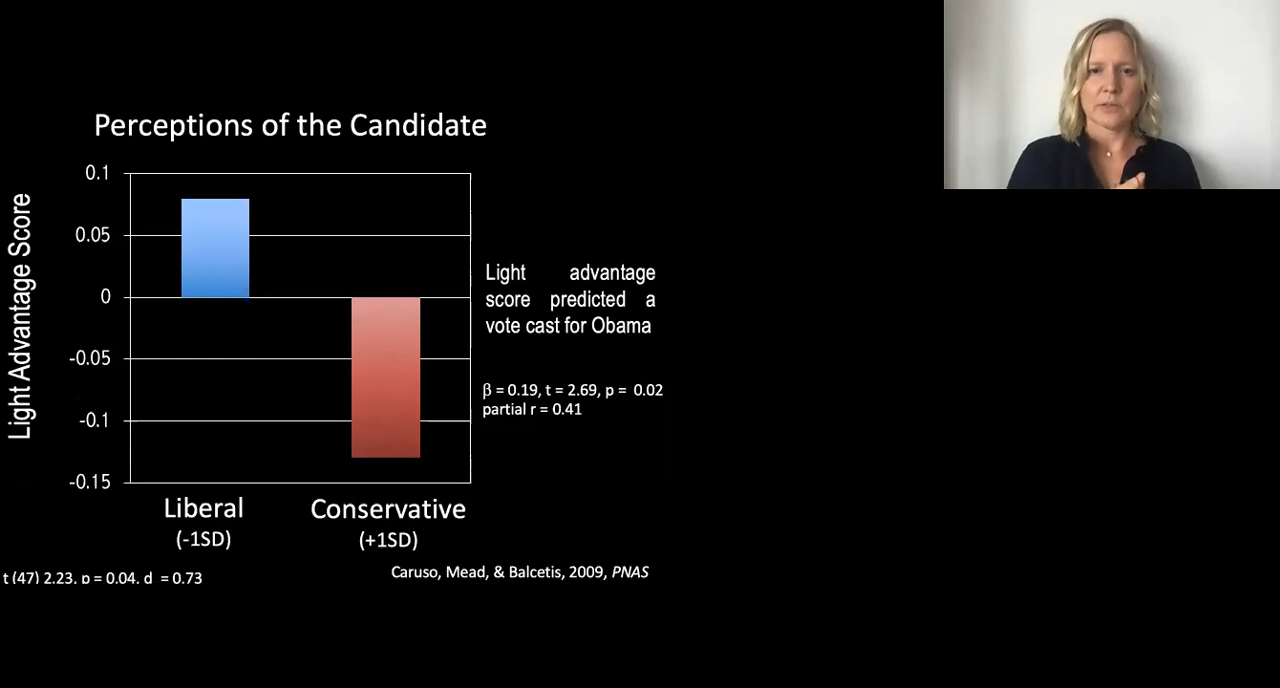 Perceptions of the Candidate
Light Advantage Score
0.1
0.05
0
-0.05
-0.1
-0.15
Liberal
(-1SD)
Conservative
(+1SD)
Light advantage
score predicted a
vote cast for Obama
β = 0.19, t = 2.69, p = 0.02
partial r = 0.41
t (47) 2.23, p = 0.04, d = 0.73
Caruso, Mead, & Balcetis, 2009, PNAS